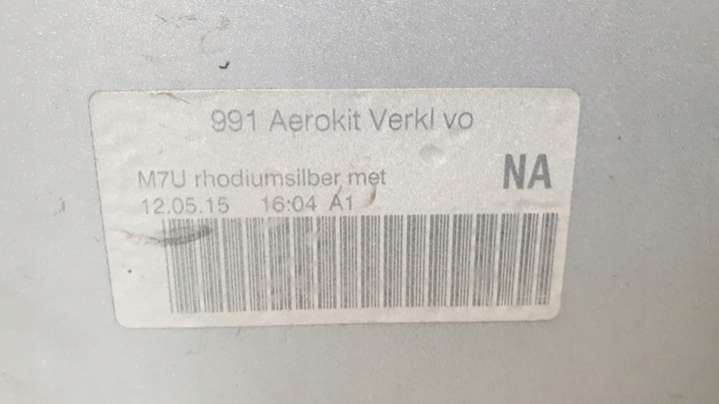 991 Aerokit Verkl vo
M7U rhodiumsilber met NA
12.05.15 16:04 A1